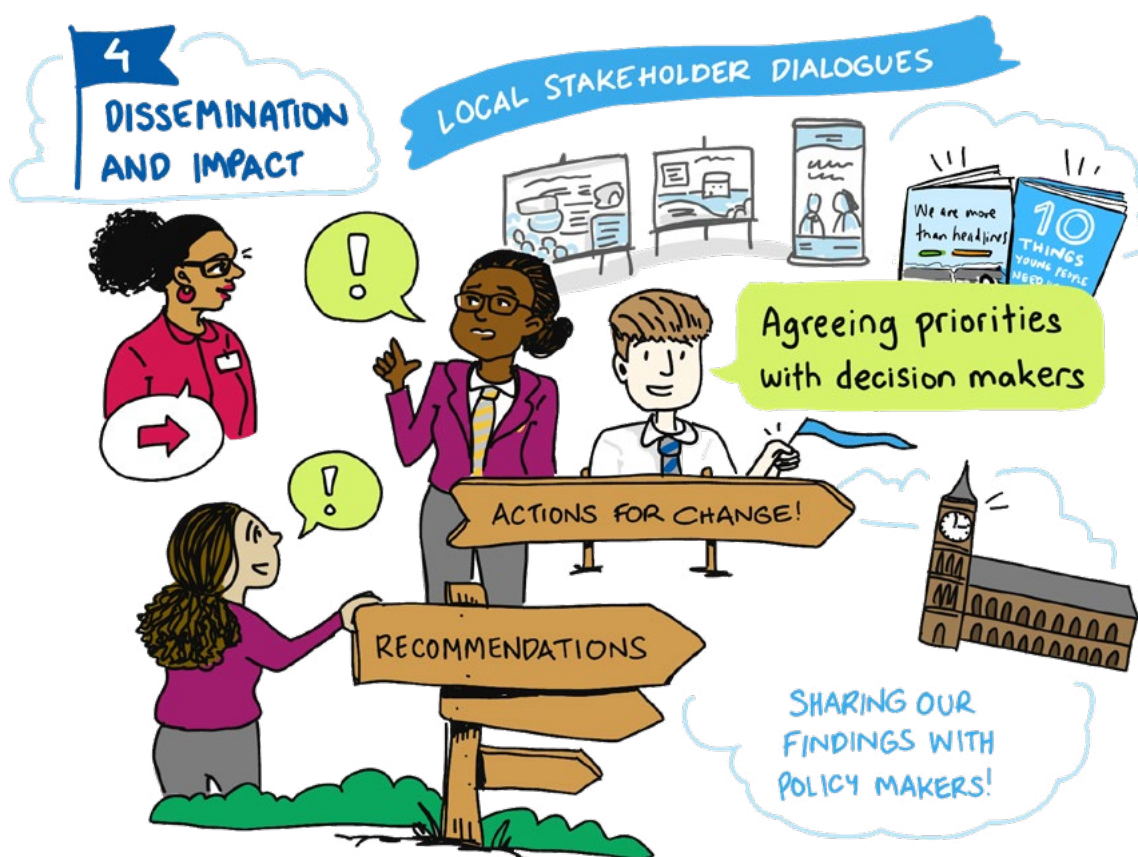 4
DISSEMINATION
AND IMPACT
LOCAL STAKEHOLDER DIALOGUES
We are more
than headlines
10
THINGS
YOUNG PEOPLE
NEED
!
Agreeing priorities
with decision makers
!
ACTIONS FOR CHANGE!
RECOMMENDATIONS
SHARING OUR
FINDINGS WITH
POLICY MAKERS!